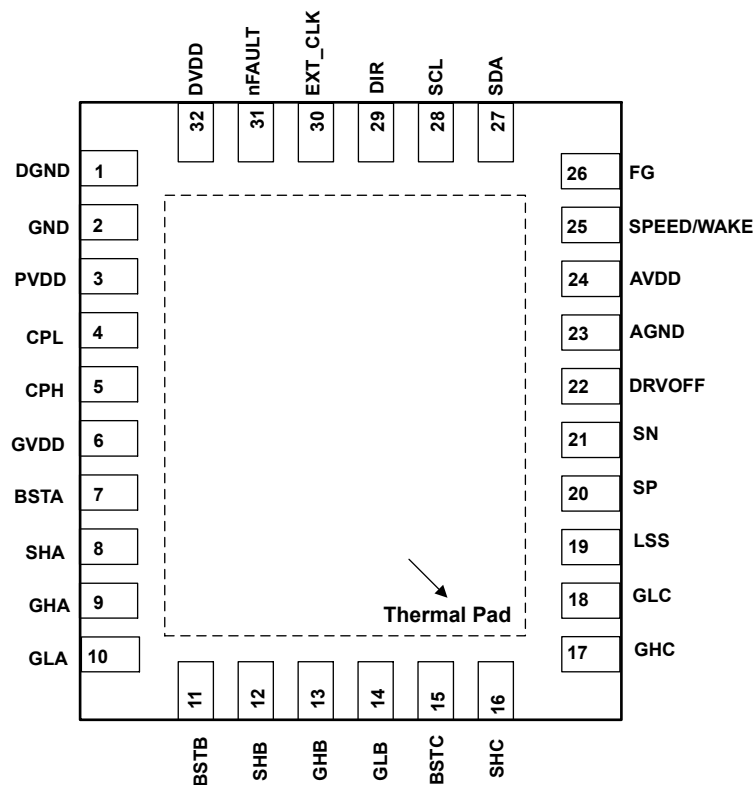 DVDD
nFAULT
EXT_CLK
DIR
SCL
SDA
32
31
30
29
28
27
DGND 1
GND 2
PVDD 3
CPL 4
CPH 5
GVDD 6
BSTA 7
SHA 8
GHA 9
GLA 10
26 FG
25 SPEED/WAKE
24 AVDD
23 AGND
22 DRVOFF
21 SN
20 SP
19 LSS
18 GLC
17 GHC
Thermal Pad
11
12
13
14
15
16
BSTB
SHB
GHB
GLB
BSTC
SHC